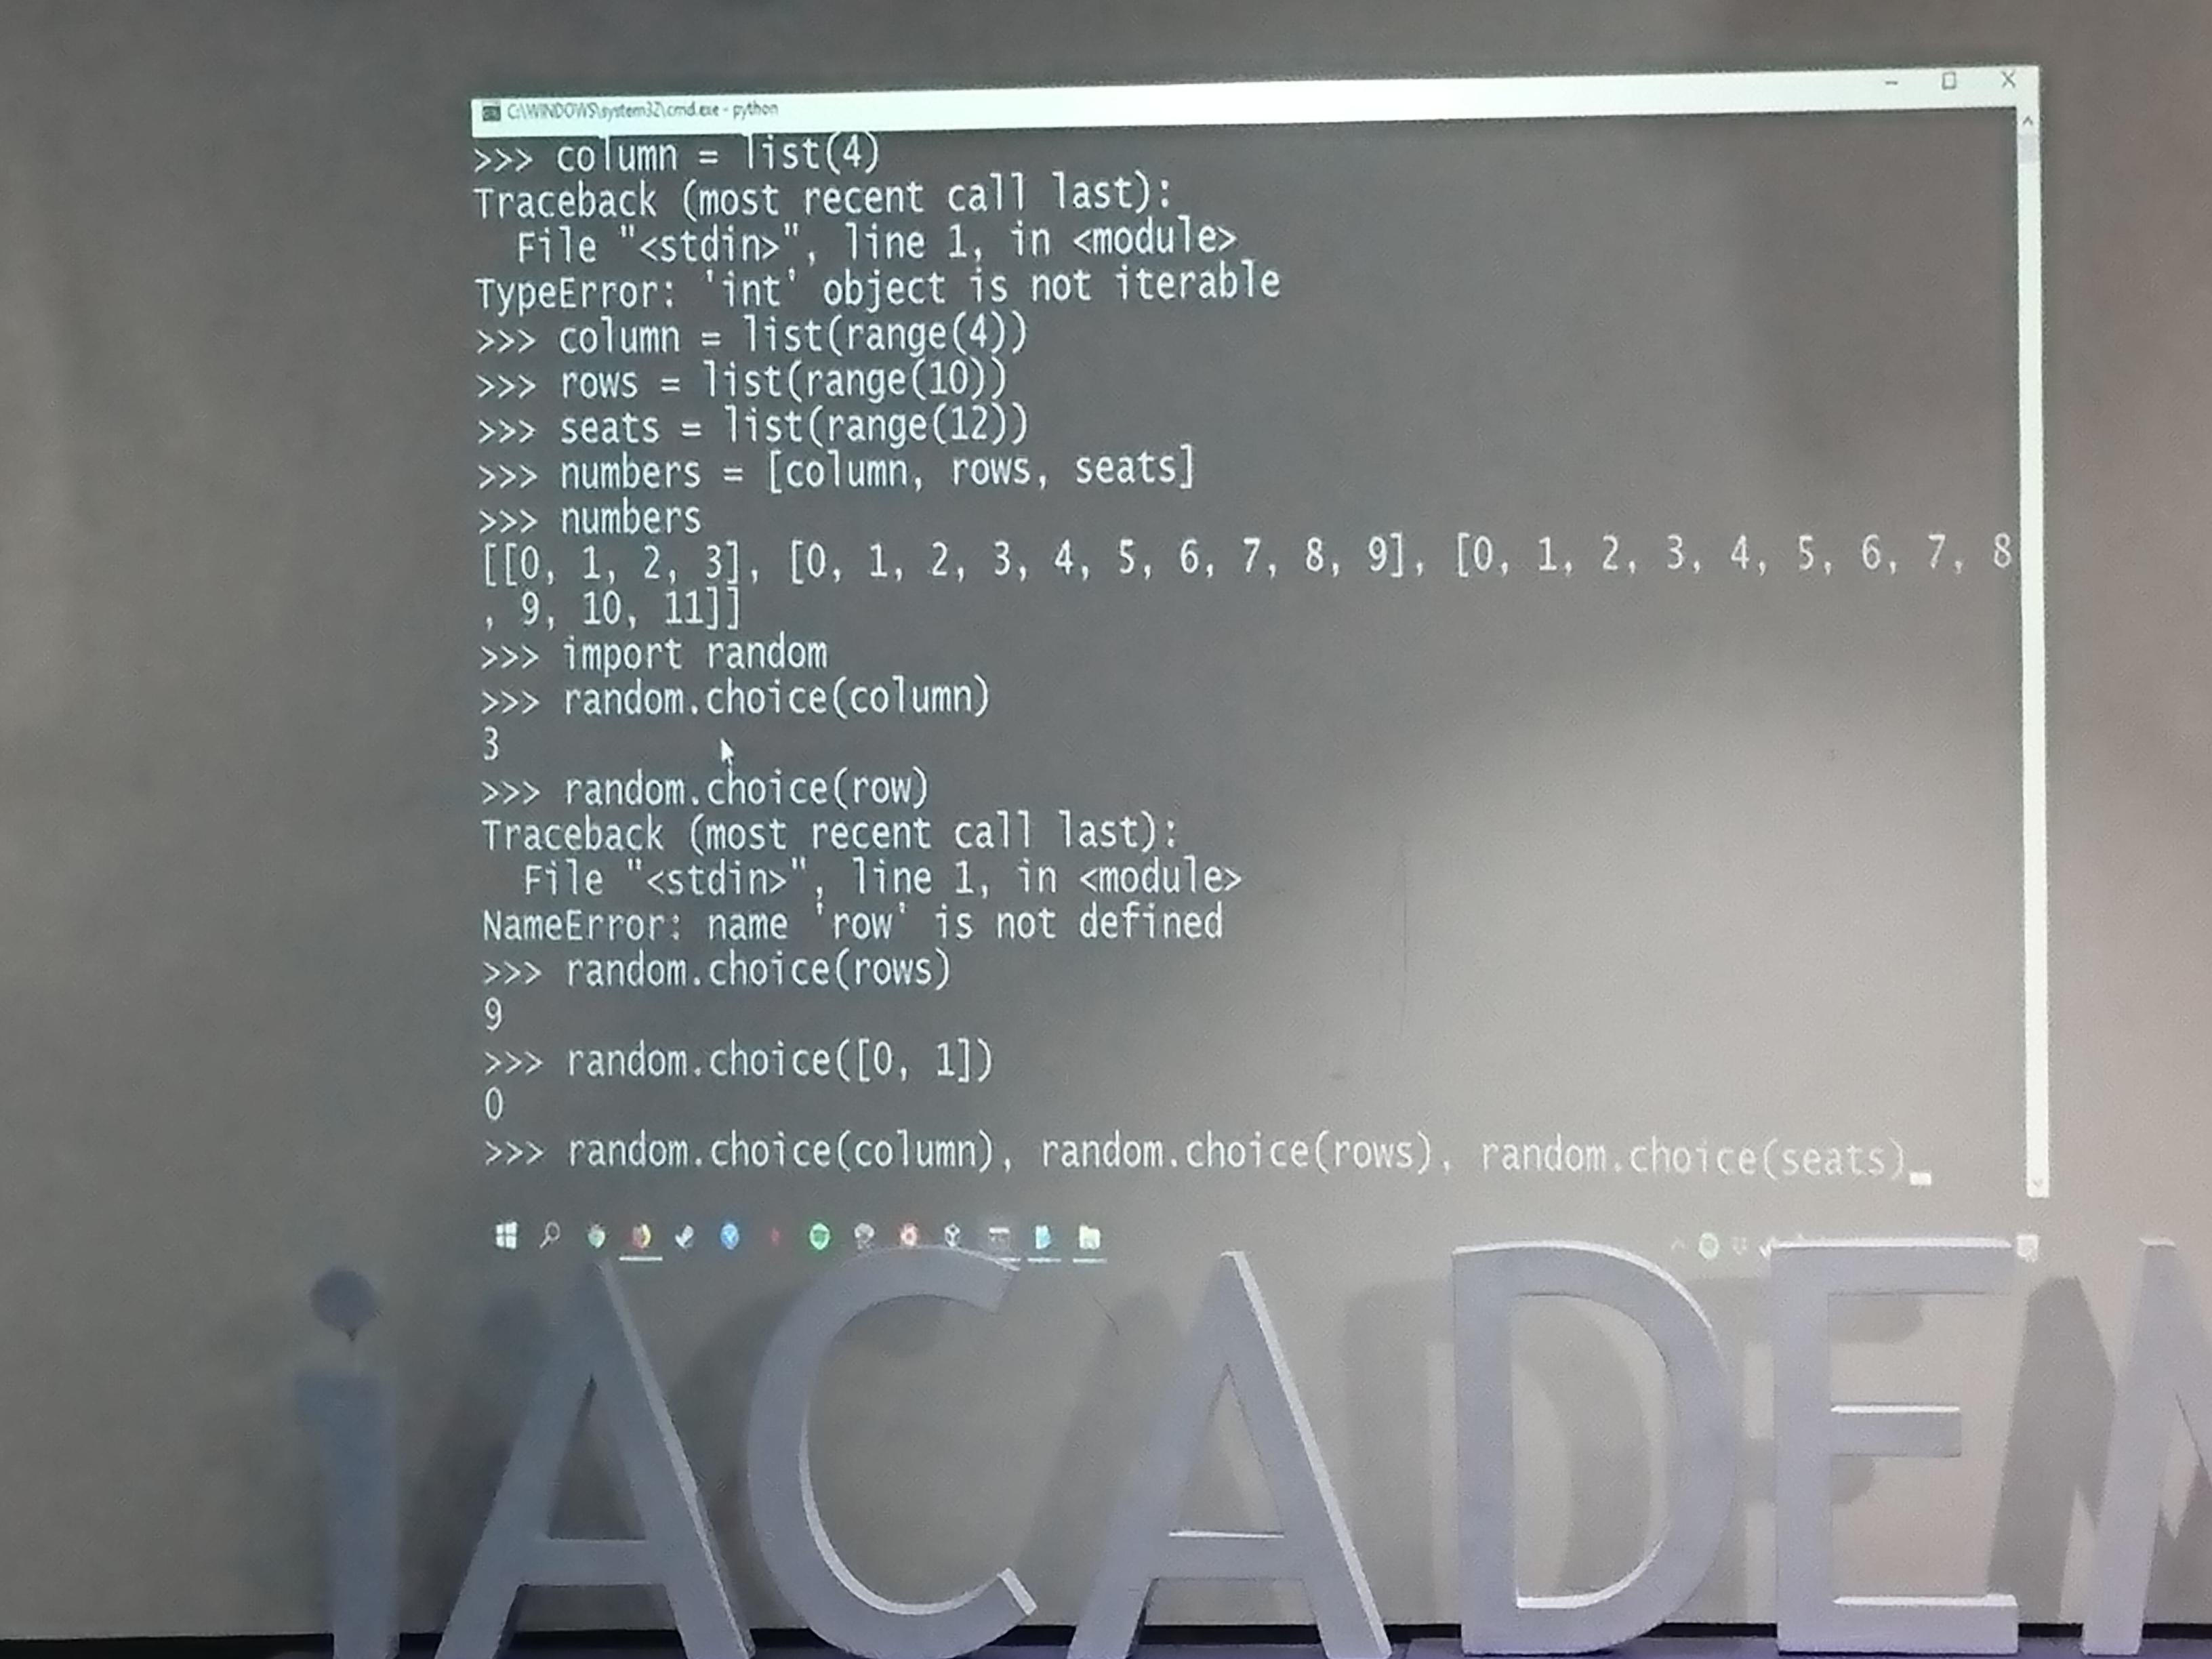 C:\WINDOWS\system32\cmd.exe - python
>>> column = list(4)
Traceback (most recent call last):
  File "<stdin>", line 1, in <module>
TypeError: 'int' object is not iterable
>>> column = list(range(4))
>>> rows = list(range(10))
>>> seats = list(range(12))
>>> numbers = [column, rows, seats]
>>> numbers
[[0, 1, 2, 3], [0, 1, 2, 3, 4, 5, 6, 7, 8, 9], [0, 1, 2, 3, 4, 5, 6, 7, 8
, 9, 10, 11]]
>>> import random
>>> random.choice(column)
3
>>> random.choice(row)
Traceback (most recent call last):
  File "<stdin>", line 1, in <module>
NameError: name 'row' is not defined
>>> random.choice(rows)
9
>>> random.choice([0, 1])
0
>>> random.choice(column), random.choice(rows), random.choice(seats)_
iACADEM